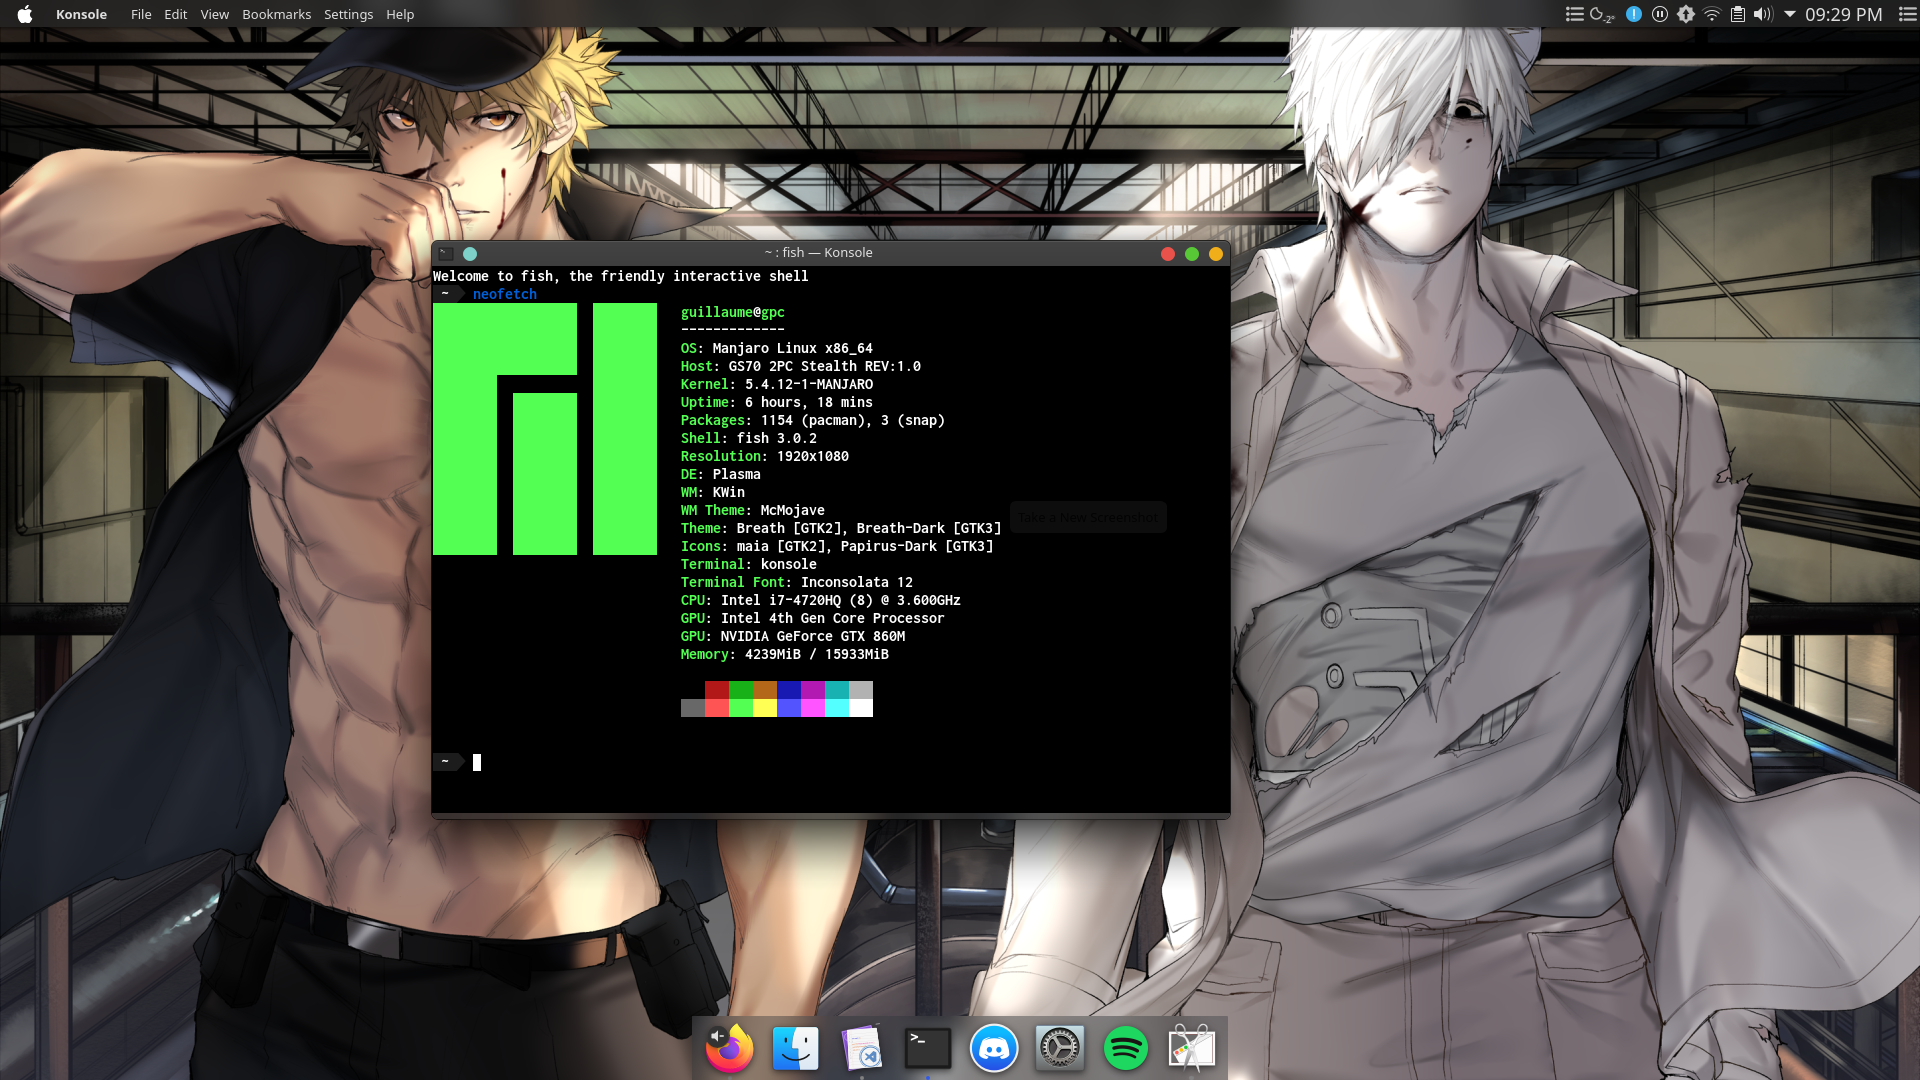 Konsole File Edit View Bookmarks Settings Help
-2° 09:29 PM
~ : fish — Konsole
Welcome to fish, the friendly interactive shell
~ neofetch
guillaume@gpc
-------------
OS: Manjaro Linux x86_64
Host: GS70 2PC Stealth REV:1.0
Kernel: 5.4.12-1-MANJARO
Uptime: 6 hours, 18 mins
Packages: 1154 (pacman), 3 (snap)
Shell: fish 3.0.2
Resolution: 1920x1080
DE: Plasma
WM: KWin
WM Theme: McMojave
Theme: Breath [GTK2], Breath-Dark [GTK3]
Icons: maia [GTK2], Papirus-Dark [GTK3]
Terminal: konsole
Terminal Font: Inconsolata 12
CPU: Intel i7-4720HQ (8) @ 3.600GHz
GPU: Intel 4th Gen Core Processor
GPU: NVIDIA GeForce GTX 860M
Memory: 4239MiB / 15933MiB
Take a New Screenshot
~